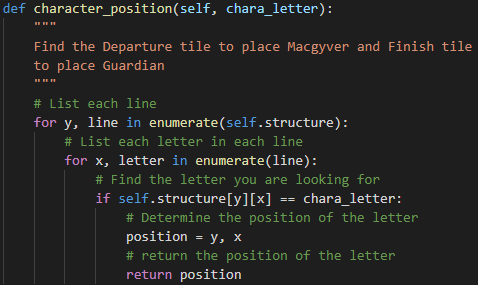 def character_position(self, chara_letter):
    """
    Find the Departure tile to place Macgyver and Finish tile
    to place Guardian
    """
    # List each line
    for y, line in enumerate(self.structure):
        # List each letter in each line
        for x, letter in enumerate(line):
            # Find the letter you are looking for
            if self.structure[y][x] == chara_letter:
                # Determine the position of the letter
                position = y, x
                # return the position of the letter
                return position